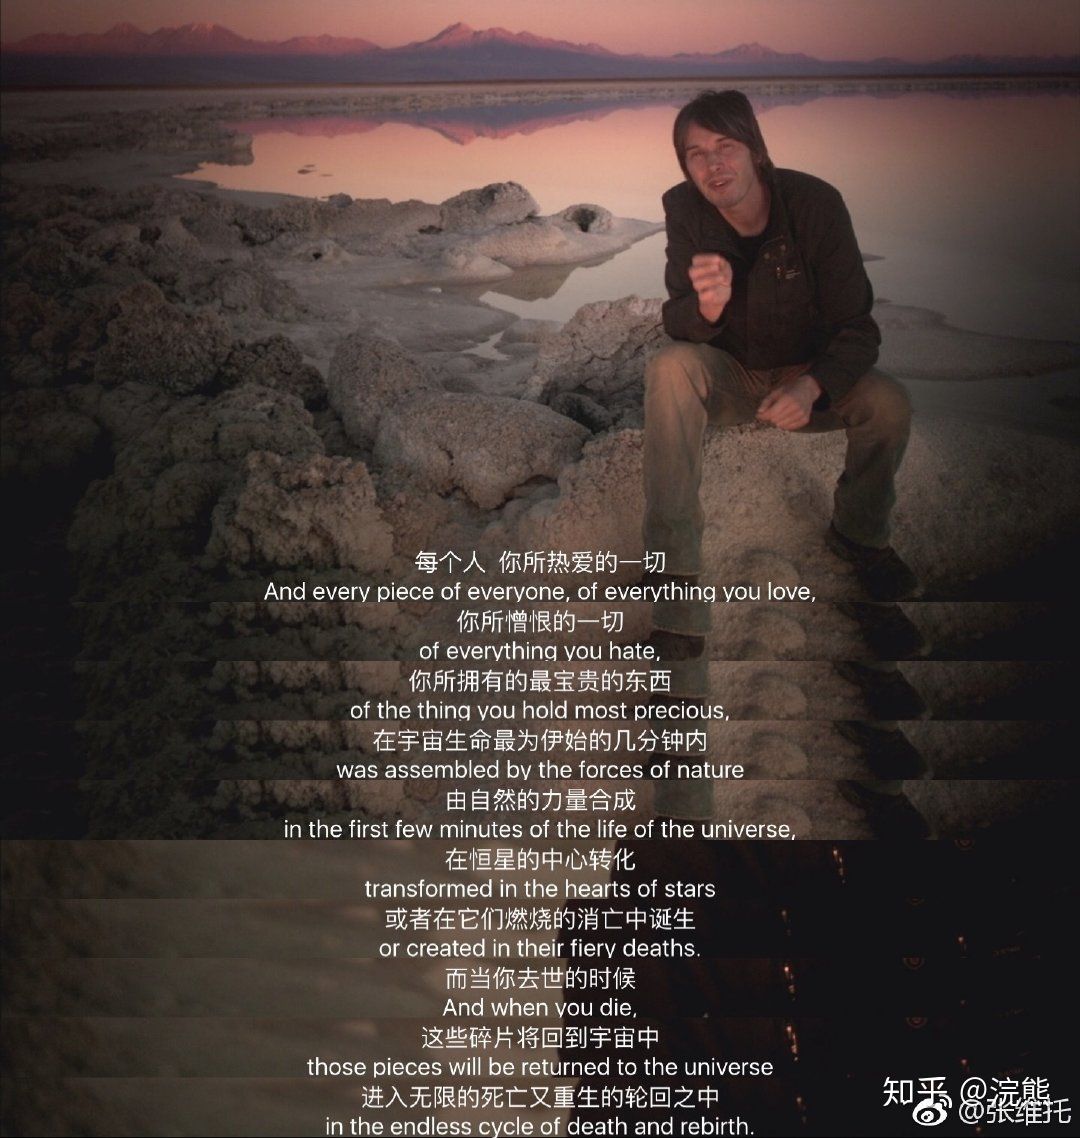 每个人 你所热爱的一切
And every piece of everyone, of everything you love,
你所憎恨的一切
of everything you hate,
你所拥有的最宝贵的东西
of the thing you hold most precious,
在宇宙生命最为伊始的几分钟内
was assembled by the forces of nature
由自然的力量合成
in the first few minutes of the life of the universe,
在恒星的中心转化
transformed in the hearts of stars
或者在它们燃烧的消亡中诞生
or created in their fiery deaths.
而当你去世的时候
And when you die,
这些碎片将回到宇宙中
those pieces will be returned to the universe
进入无限的死亡又重生的轮回之中
in the endless cycle of death and rebirth.
知乎 @浣熊
@张维托